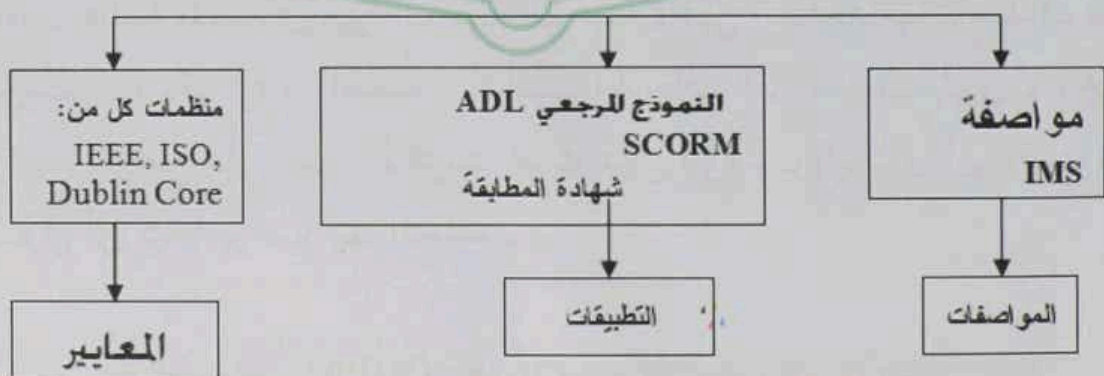 مواصفة
IMS
النموذج المرجعي ADL
SCORM
شهادة المطابقة
منظمات كل من:
IEEE, ISO,
Dublin Core
المواصفات
التطبيقات
المعايير